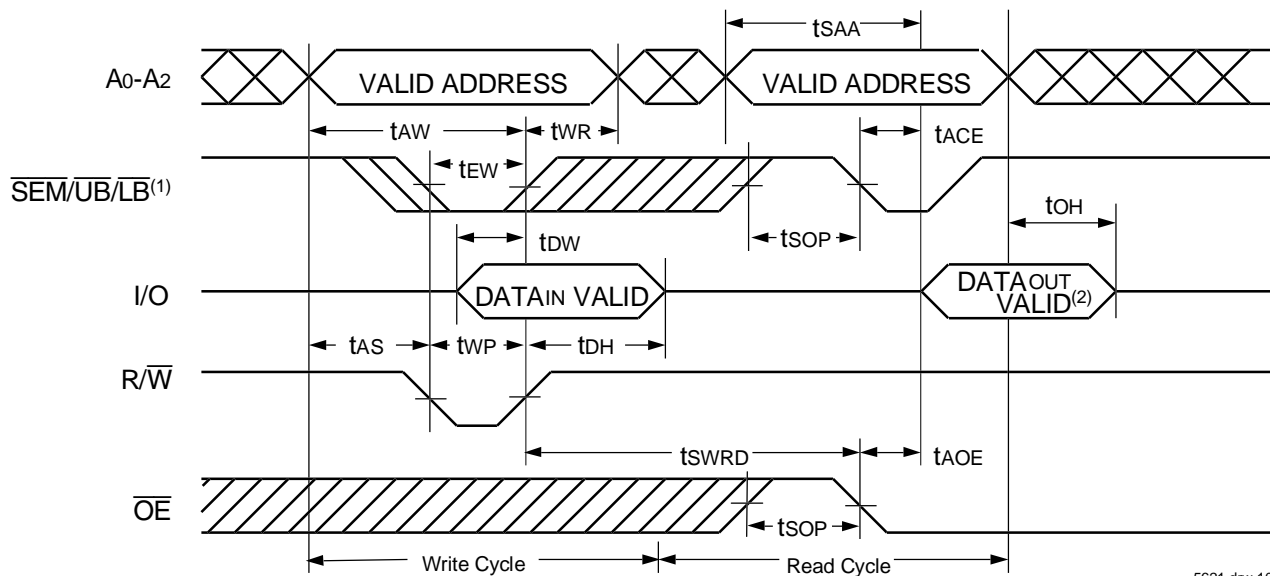 tSAA
A0-A2
VALID ADDRESS
VALID ADDRESS
tAW
tWR
tACE
tEW
SEM/UB/LB(1)
tOH
tDW
tSOP
I/O
DATAIN VALID
DATAOUT
VALID(2)
tAS
tWP
tDH
R/W
tSWRD
tAOE
OE
tSOP
Write Cycle
Read Cycle